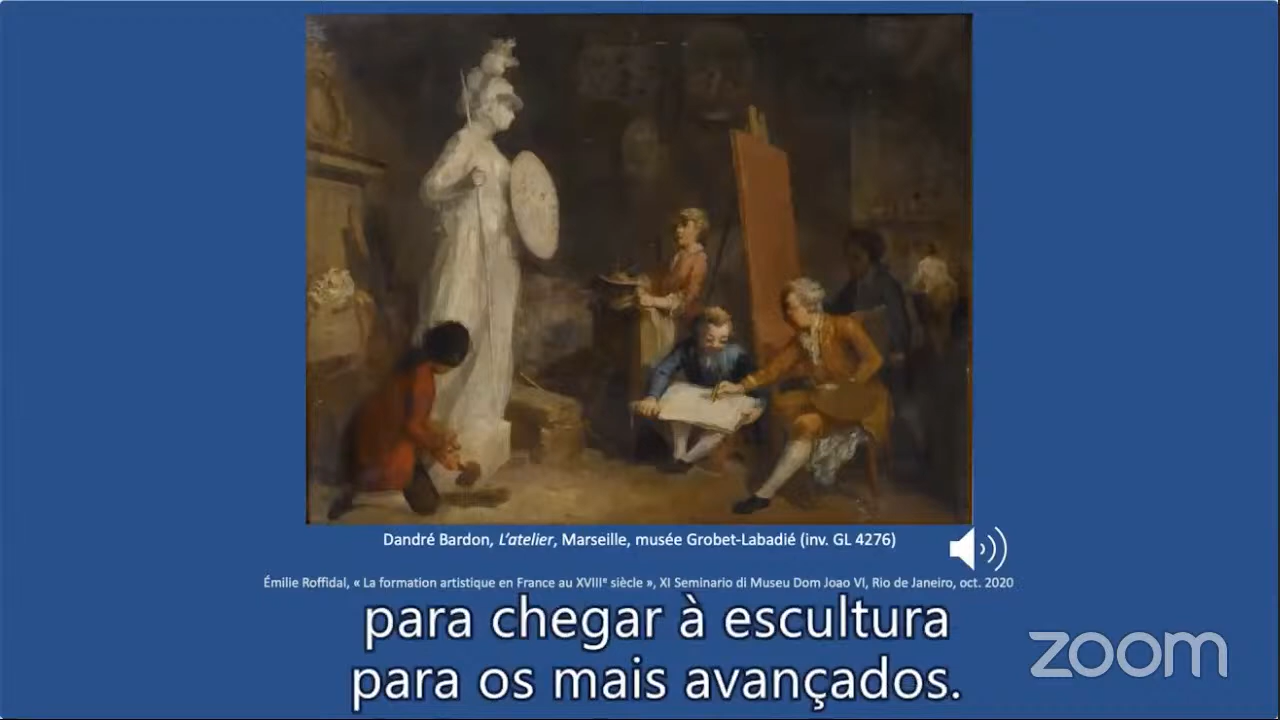 Dandré Bardon, L'atelier, Marseille, musée Grobet-Labadié (inv. GL 4276)
Émilie Roffidal, « La formation artistique en France au XVIIIᵉ siècle », XI Seminario di Museu Dom Joao VI, Rio de Janeiro, oct. 2020
para chegar à escultura
para os mais avançados.
zoom